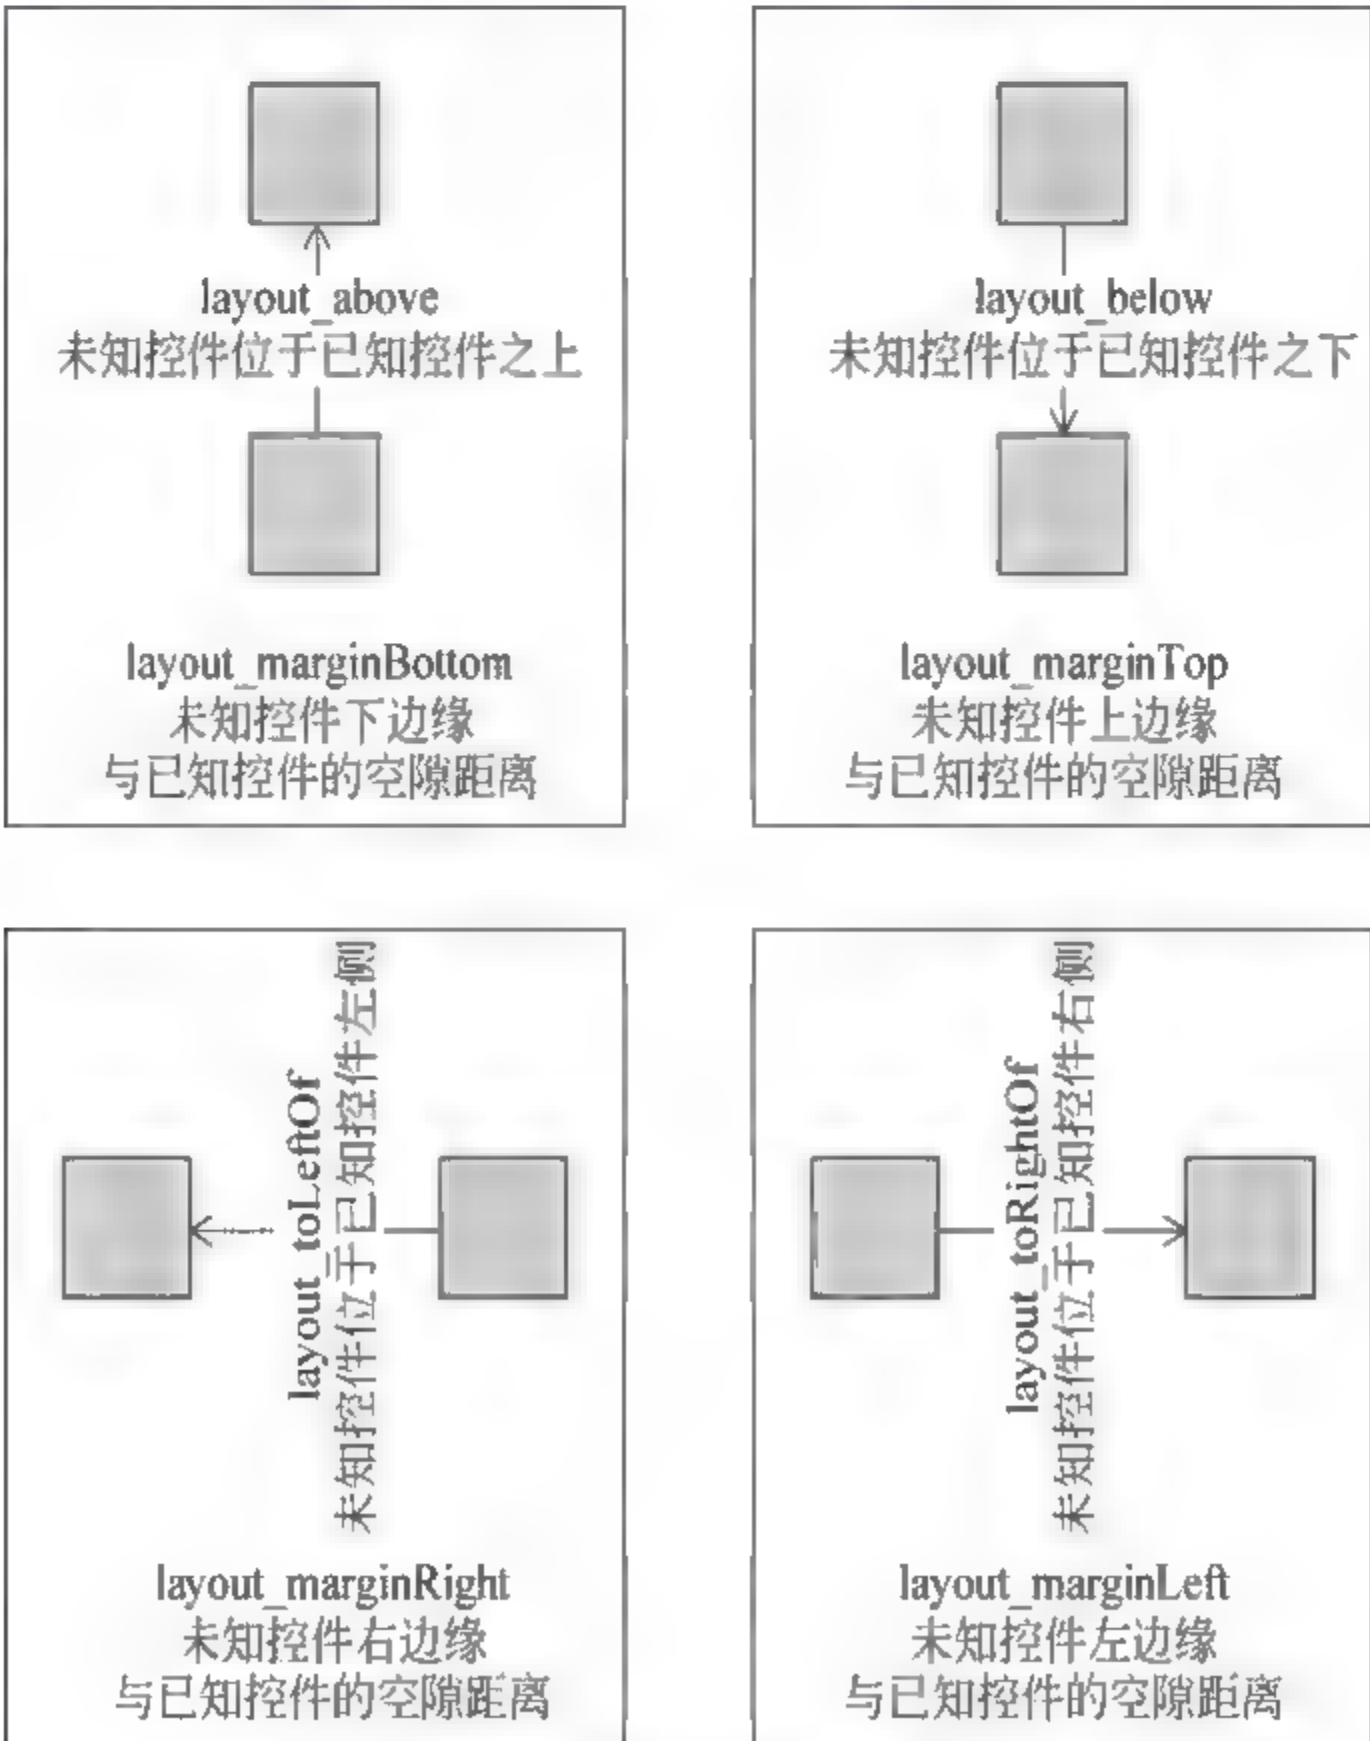 layout_above
未知控件位于已知控件之上
layout_marginBottom
未知控件下边缘
与已知控件的空隙距离
layout_below
未知控件位于已知控件之下
layout_marginTop
未知控件上边缘
与已知控件的空隙距离
layout_toLeftOf
未知控件位于已知控件左侧
layout_marginRight
未知控件右边缘
与已知控件的空隙距离
layout_toRightOf
未知控件位于已知控件右侧
layout_marginLeft
未知控件左边缘
与已知控件的空隙距离